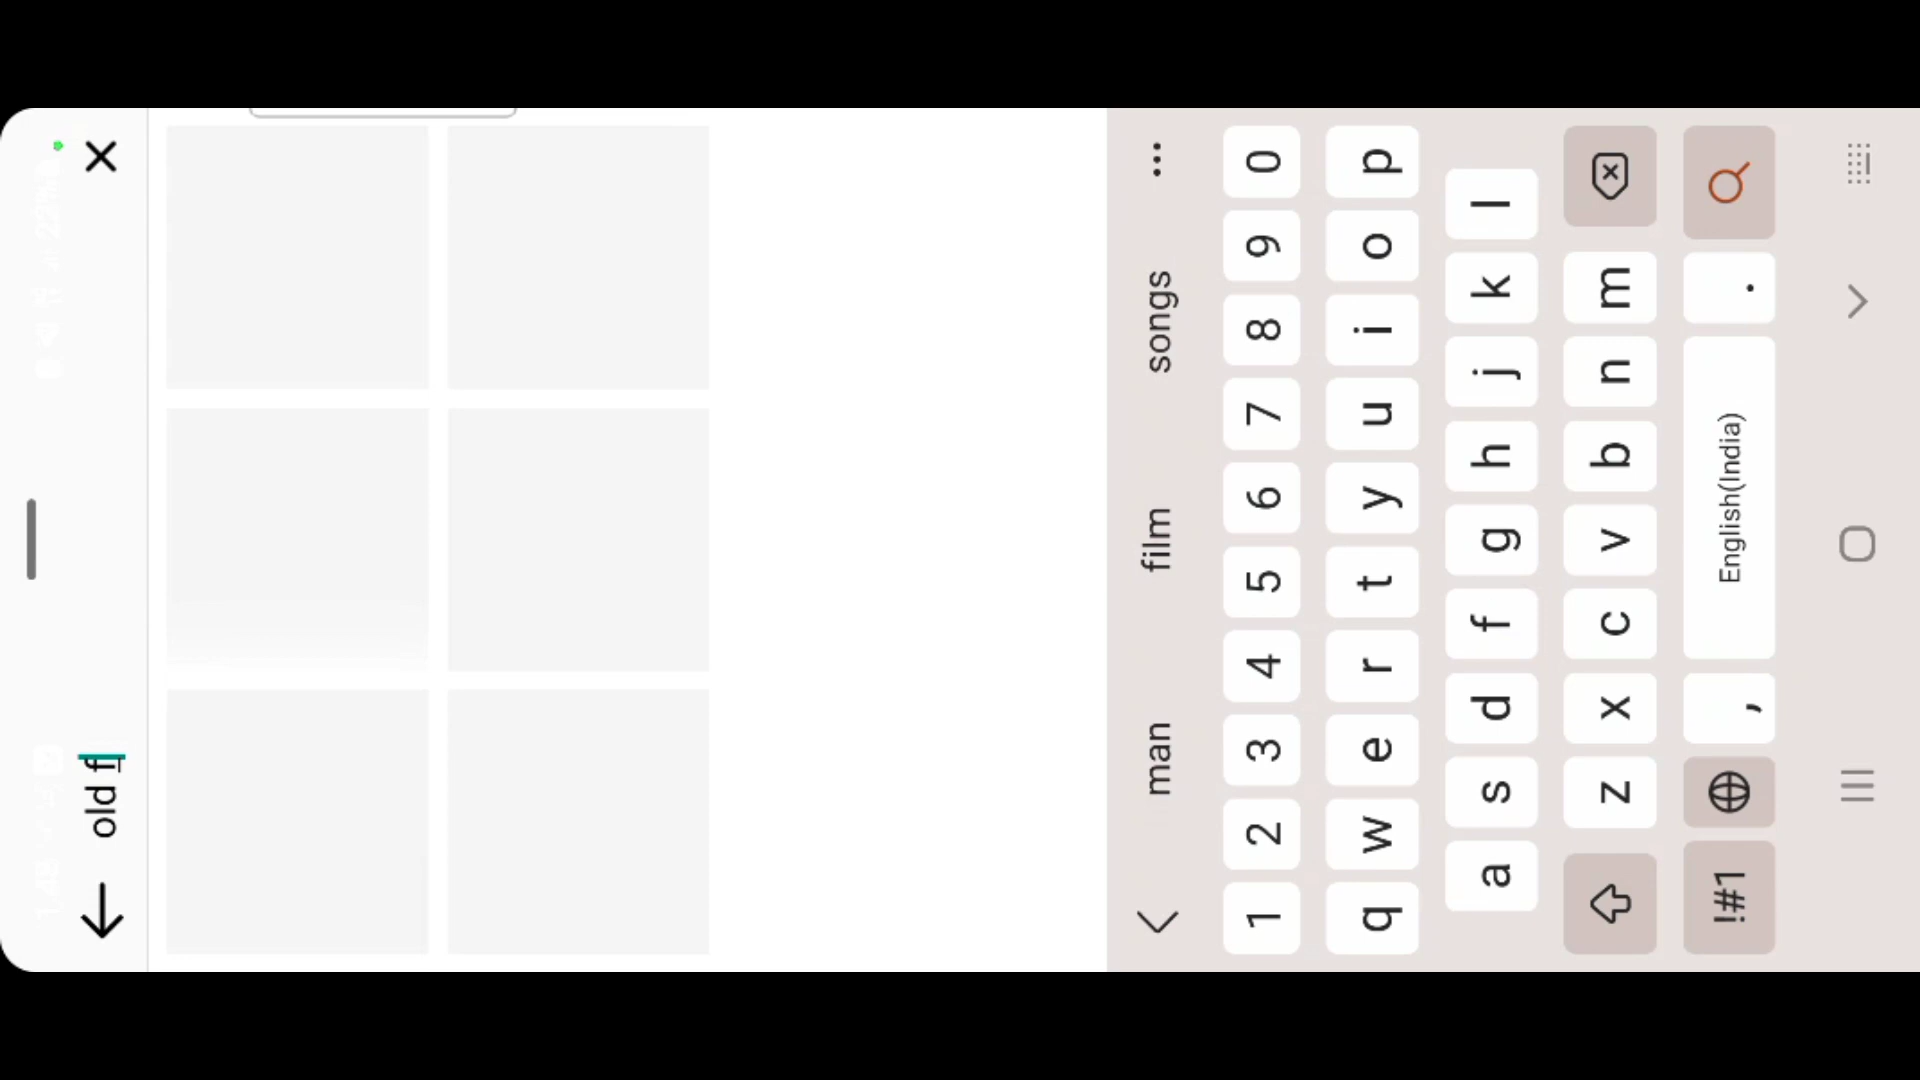 old f
man film songs
1 2 3 4 5 6 7 8 9 0
q w e r t y u i o p
a s d f g h j k l
z x c v b n m
!#1 , English(India) .